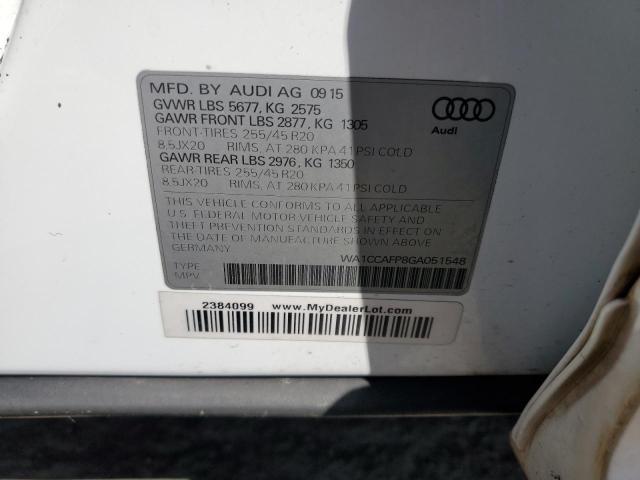 MFD. BY AUDI AG 09 15
GVWR LBS 5677, KG 2575
GAWR FRONT LBS 2877, KG 1305
FRONT-TIRES 255/45 R20
8.5JX20 RIMS, AT 280 KPA 41 PSI COLD
GAWR REAR LBS 2976, KG 1350
REAR-TIRES 255/45 R20
8.5JX20 RIMS, AT 280 KPA 41 PSI COLD
Audi
THIS VEHICLE CONFORMS TO ALL APPLICABLE
U.S. FEDERAL MOTOR VEHICLE SAFETY AND
THEFT PREVENTION STANDARDS IN EFFECT ON
THE DATE OF MANUFACTURE SHOWN ABOVE.
GERMANY
WA1CCAFP8GA051548
TYPE:
MPV
2384099 www.MyDealerLot.com